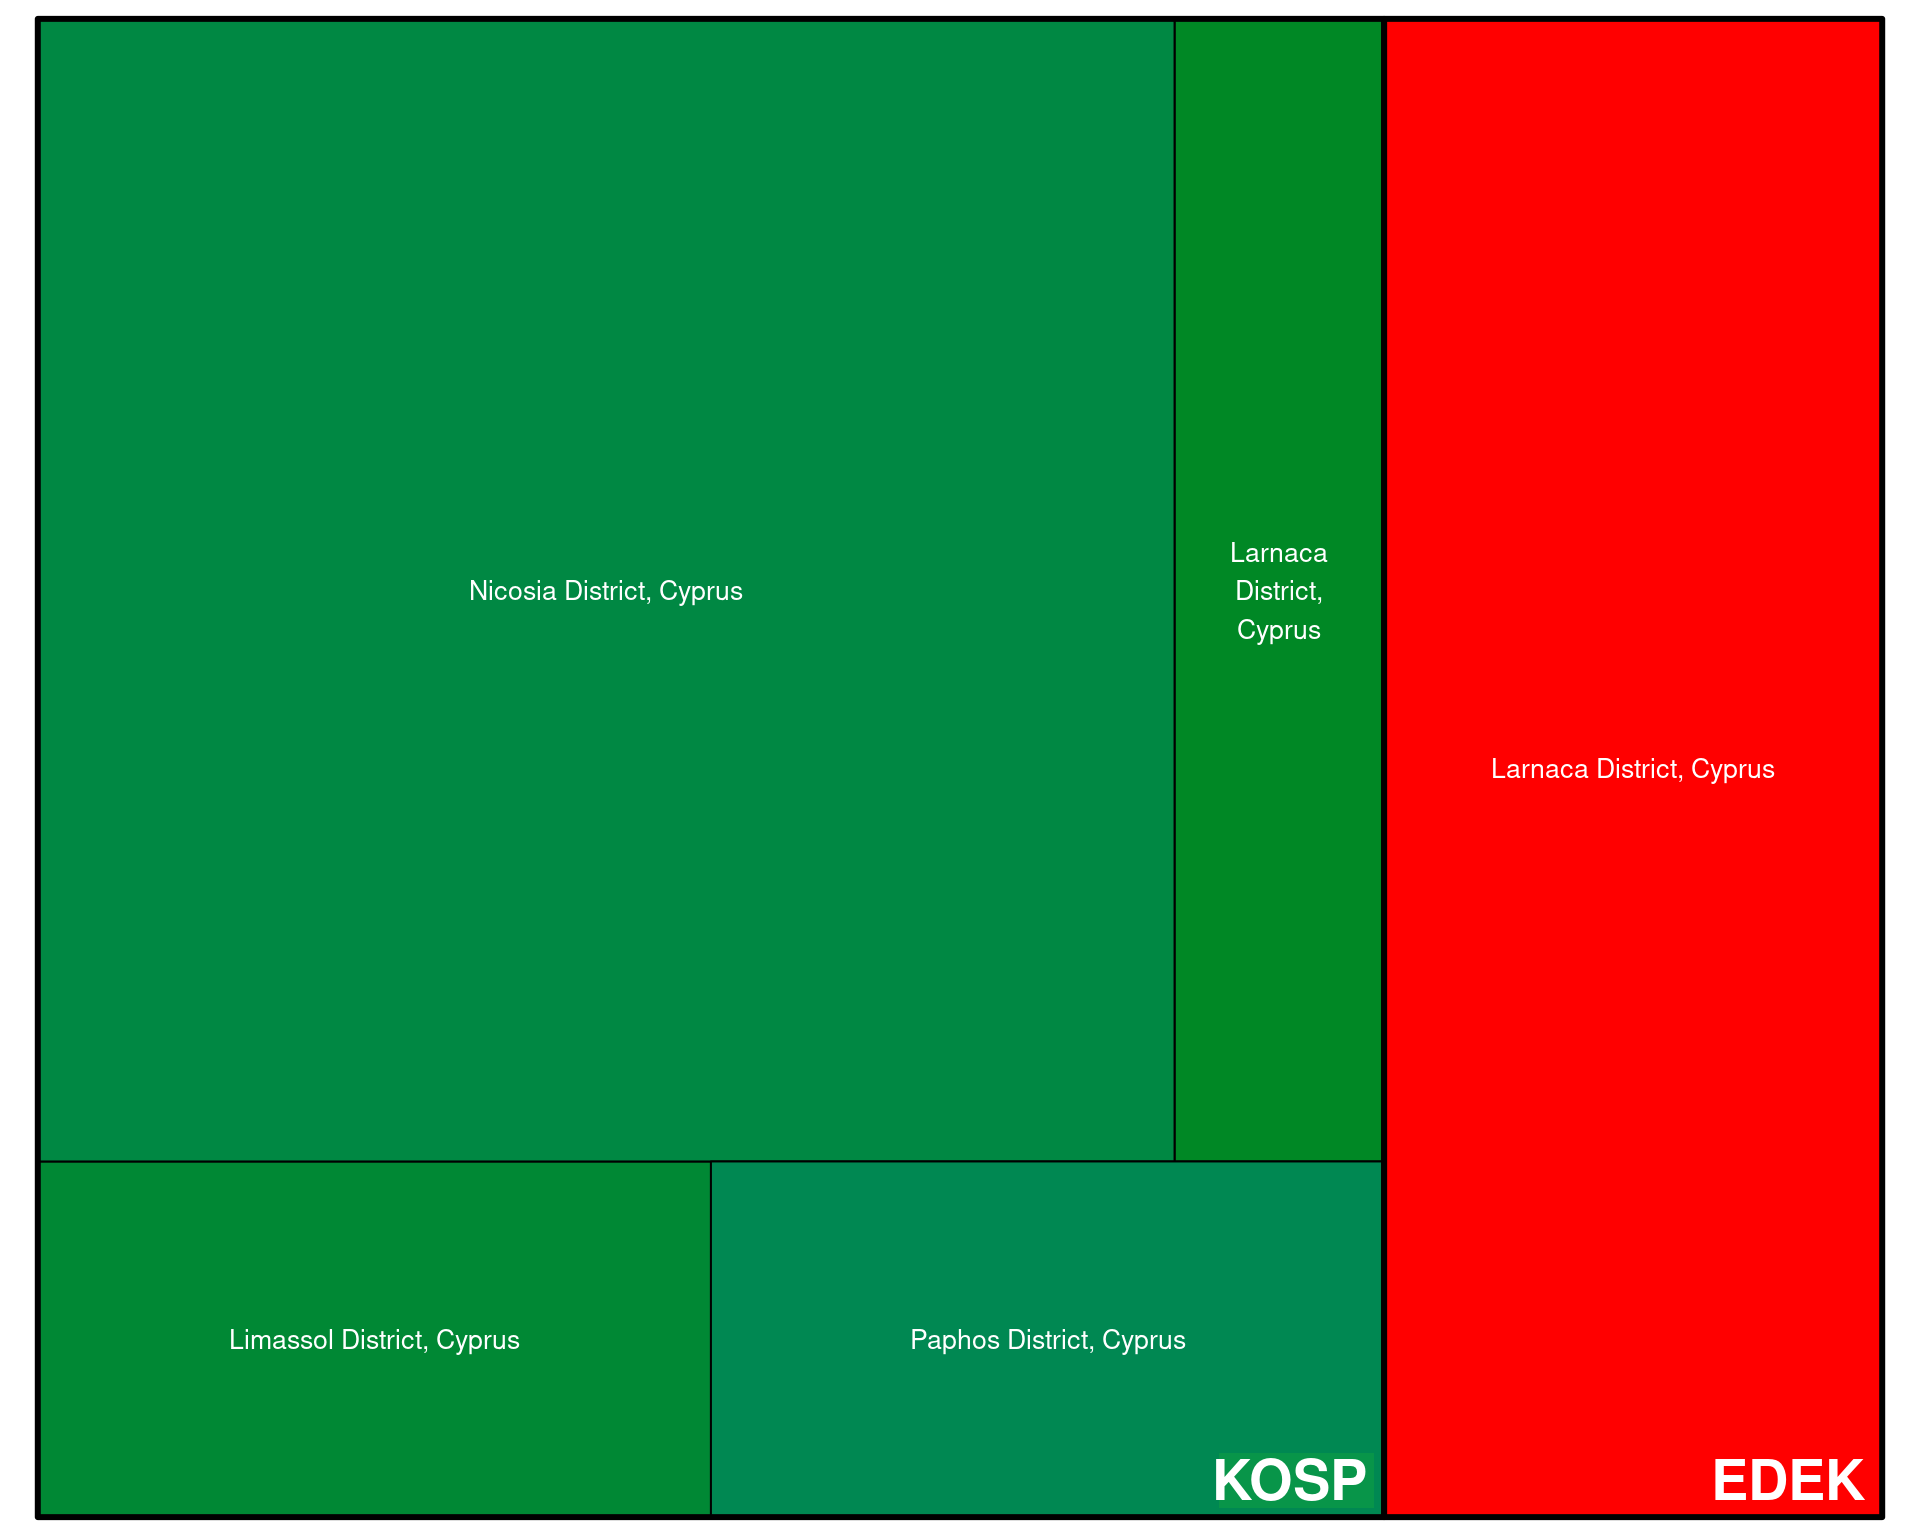 Nicosia District, Cyprus
Larnaca
District,
Cyprus
Larnaca District, Cyprus
Limassol District, Cyprus
Paphos District, Cyprus
KOSP
EDEK